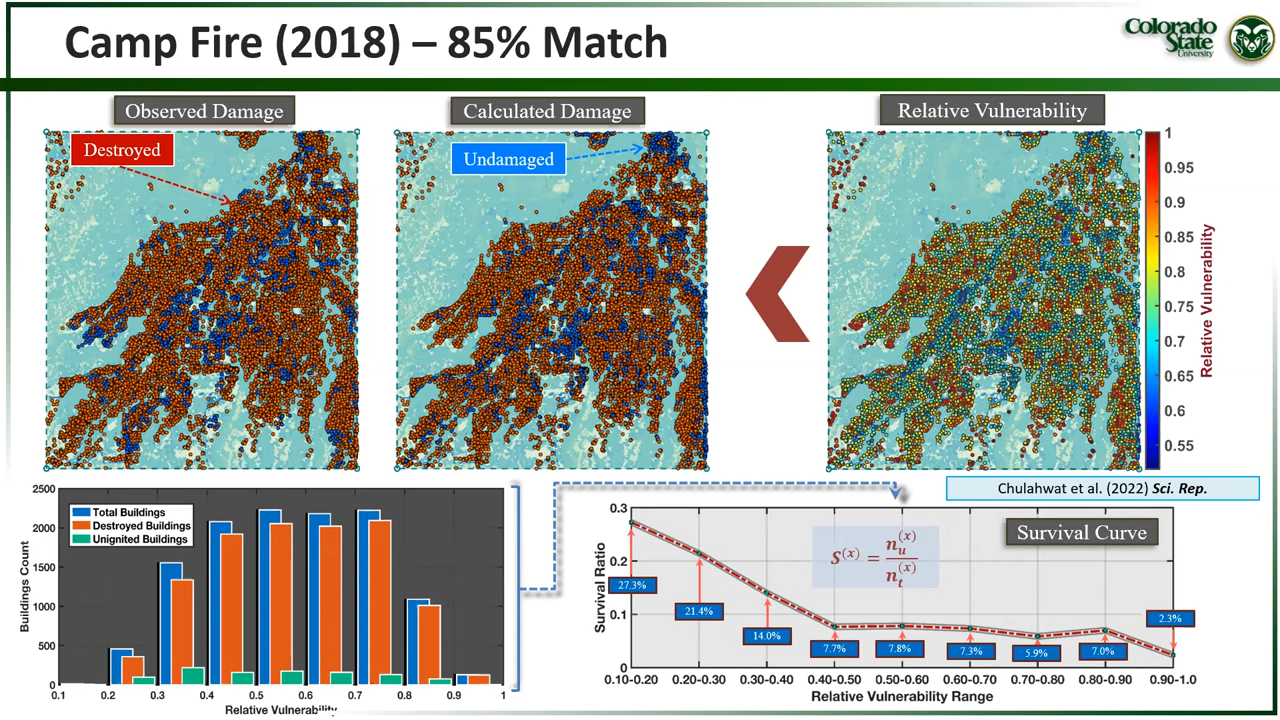 Camp Fire (2018) – 85% Match
Colorado
State
University
Observed Damage
Calculated Damage
Relative Vulnerability
Destroyed
Undamaged
1
0.95
0.9
0.85
0.8
0.75
0.7
0.65
0.6
0.55
Relative Vulnerability
Chulahwat et al. (2022) Sci. Rep.
2500
2000
1500
1000
500
0
Buildings Count
Total Buildings
Destroyed Buildings
Unignited Buildings
0.1 0.2 0.3 0.4 0.5 0.6 0.7 0.8 0.9 1
Relative Vulnerability
0.3
0.2
0.1
0
Survival Ratio
S^(x) = n_u^(x) / n_t^(x)
Survival Curve
27.3%
21.4%
14.0%
7.7%
7.8%
7.3%
5.9%
7.0%
2.3%
0.10-0.20 0.20-0.30 0.30-0.40 0.40-0.50 0.50-0.60 0.60-0.70 0.70-0.80 0.80-0.90 0.90-1.0
Relative Vulnerability Range